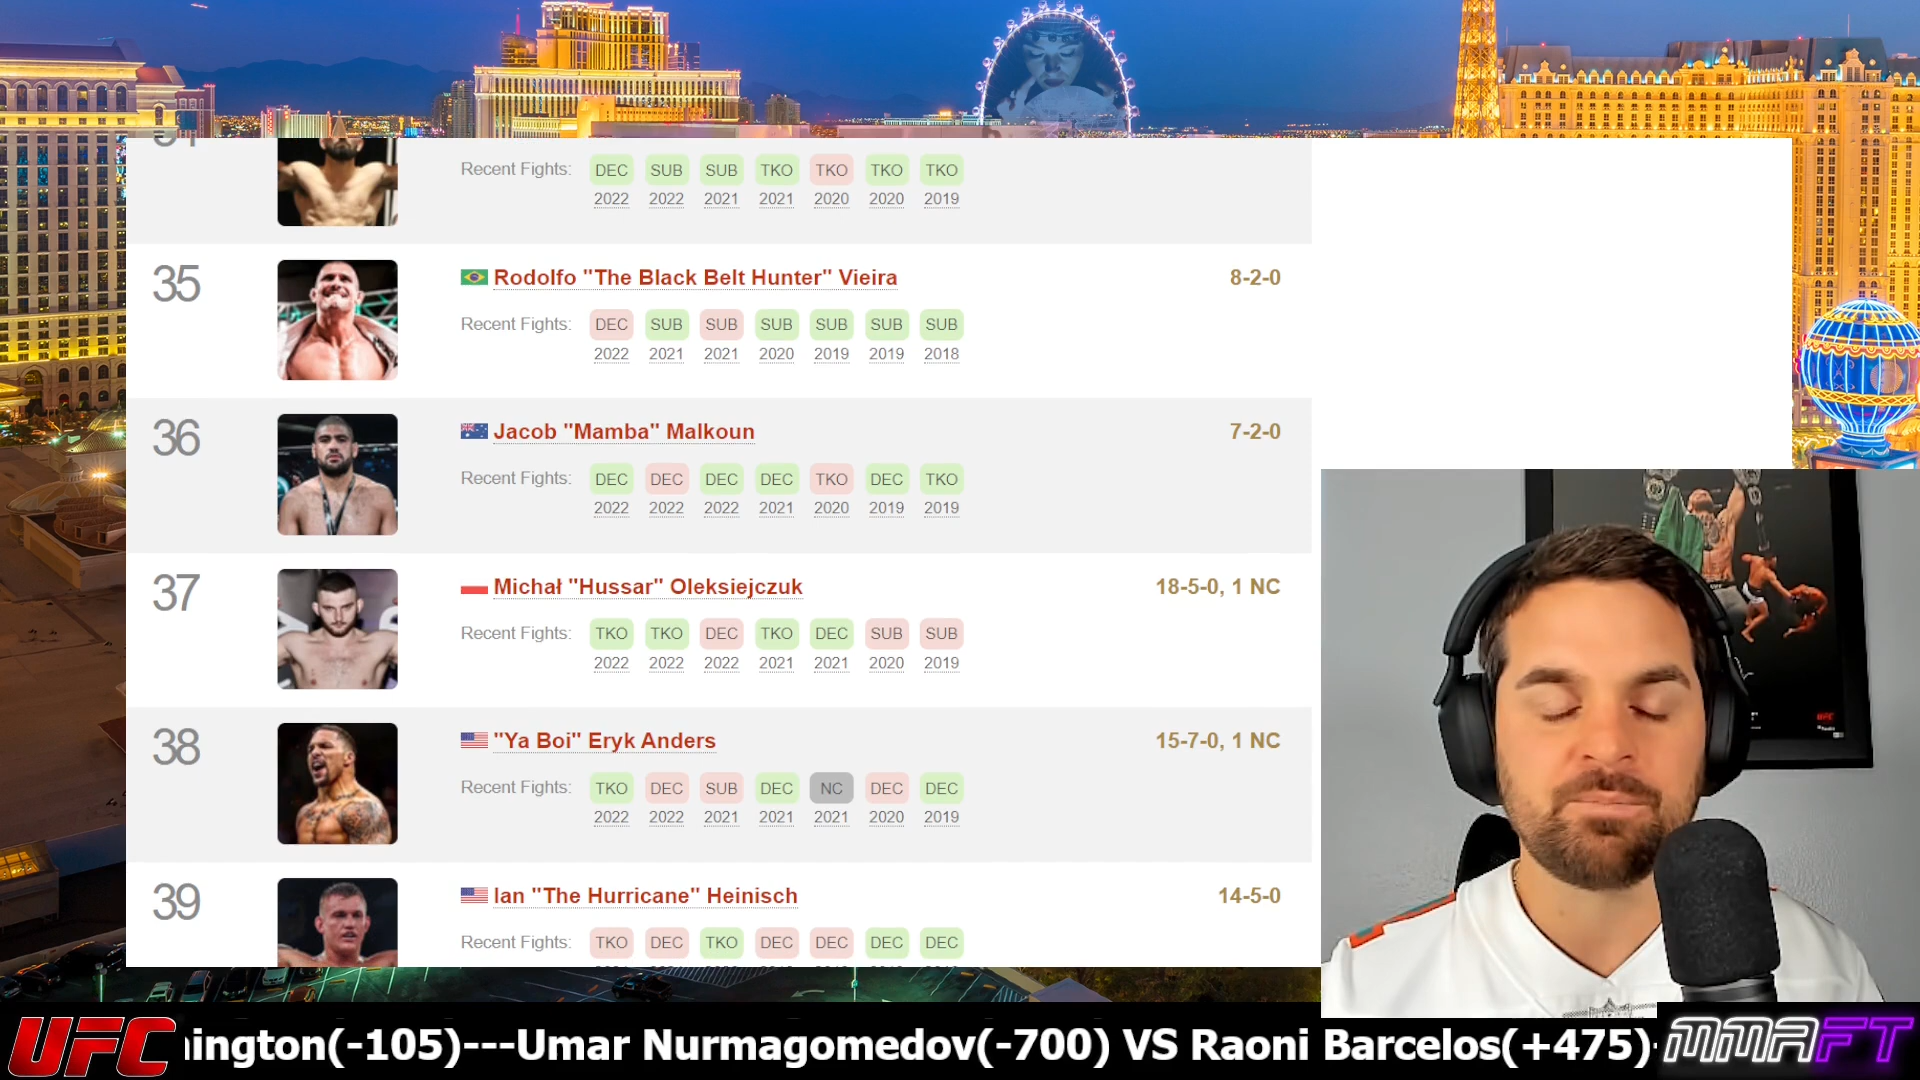 Recent Fights: DEC SUB SUB TKO TKO TKO TKO
2022 2022 2021 2021 2020 2020 2019
35 Rodolfo "The Black Belt Hunter" Vieira 8-2-0
Recent Fights: DEC SUB SUB SUB SUB SUB SUB
2022 2021 2021 2020 2019 2019 2018
36 Jacob "Mamba" Malkoun 7-2-0
Recent Fights: DEC DEC DEC DEC TKO DEC TKO
2022 2022 2022 2021 2020 2019 2019
37 Michał "Hussar" Oleksiejczuk 18-5-0, 1 NC
Recent Fights: TKO TKO DEC TKO DEC SUB SUB
2022 2022 2022 2021 2021 2020 2019
38 "Ya Boi" Eryk Anders 15-7-0, 1 NC
Recent Fights: TKO DEC SUB DEC NC DEC DEC
2022 2022 2021 2021 2021 2020 2019
39 Ian "The Hurricane" Heinisch 14-5-0
Recent Fights: TKO DEC TKO DEC DEC DEC DEC
UFC hington(-105)---Umar Nurmagomedov(-700) VS Raoni Barcelos(+475)- MMAFT